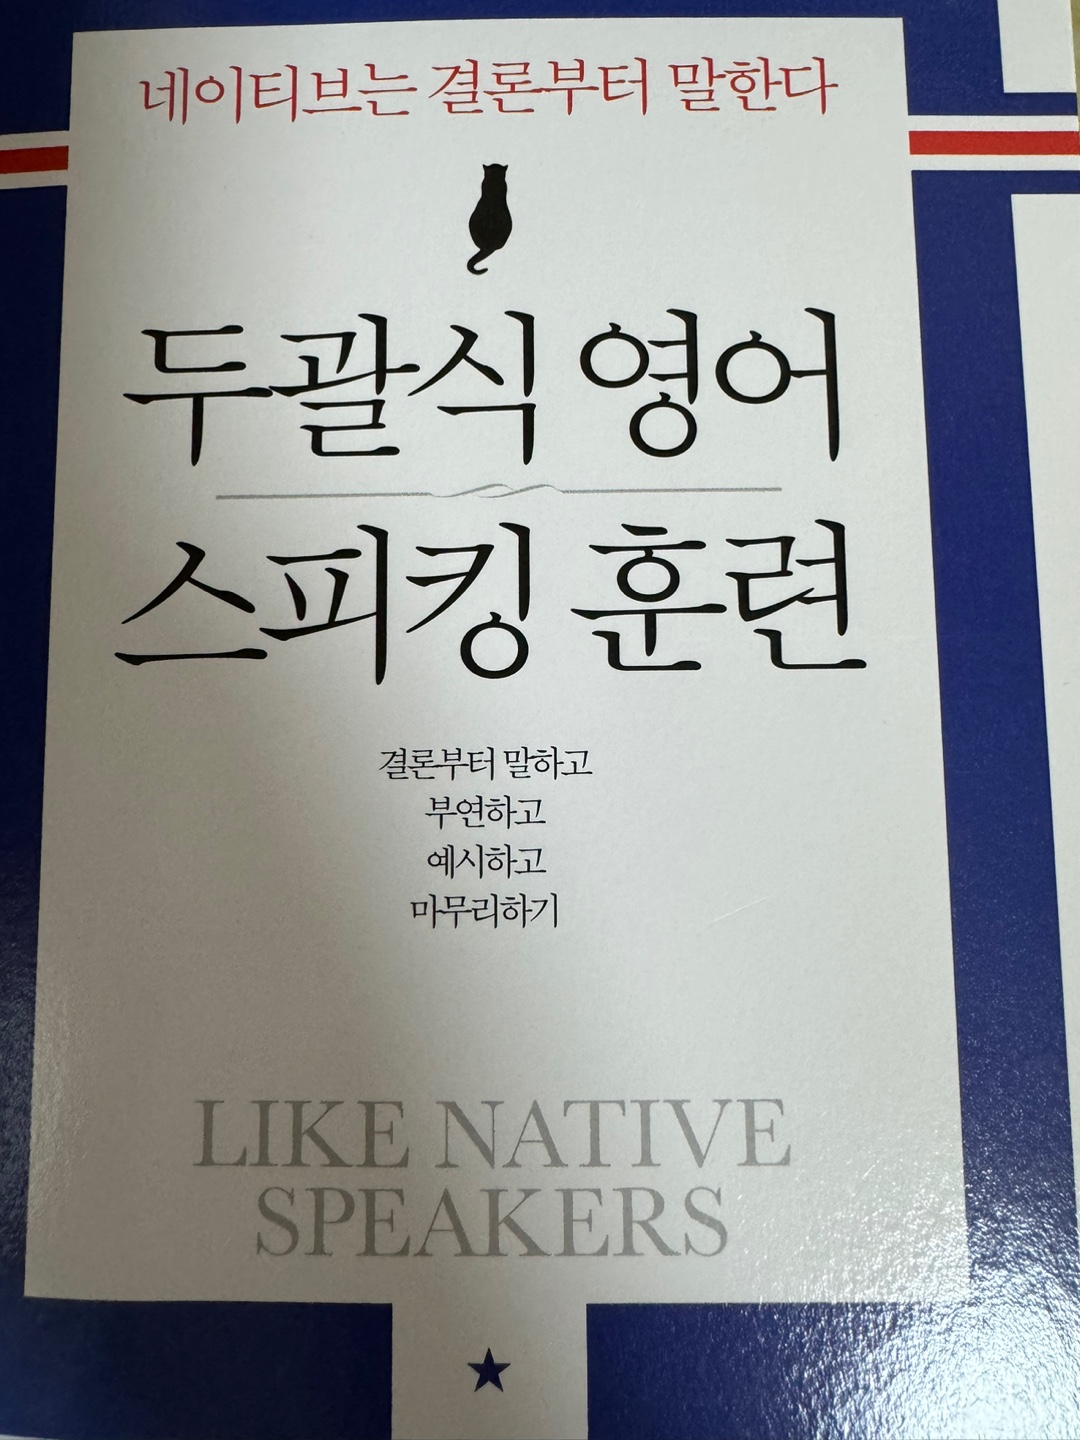 네이티브는 결론부터 말한다
두괄식 영어
스피킹 훈련
결론부터 말하고
부연하고
예시하고
마무리하기
LIKE NATIVE
SPEAKERS